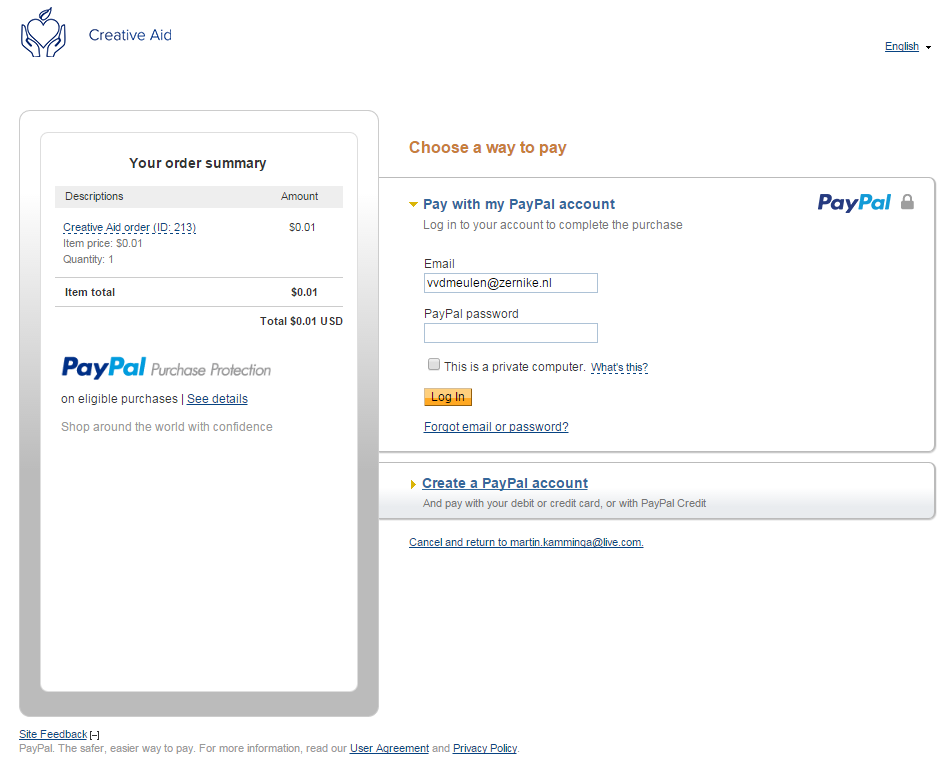 Creative Aid
English
Your order summary
Descriptions Amount
Creative Aid order (ID: 213) $0.01
Item price: $0.01
Quantity: 1
Item total $0.01
Total $0.01 USD
PayPal Purchase Protection
on eligible purchases | See details
Shop around the world with confidence
Choose a way to pay
Pay with my PayPal account PayPal
Log in to your account to complete the purchase
Email
vvdmeulen@zernike.nl
PayPal password
This is a private computer. What's this?
Log In
Forgot email or password?
Create a PayPal account
And pay with your debit or credit card, or with PayPal Credit
Cancel and return to martin.kamminga@live.com.
Site Feedback [–]
PayPal. The safer, easier way to pay. For more information, read our User Agreement and Privacy Policy.